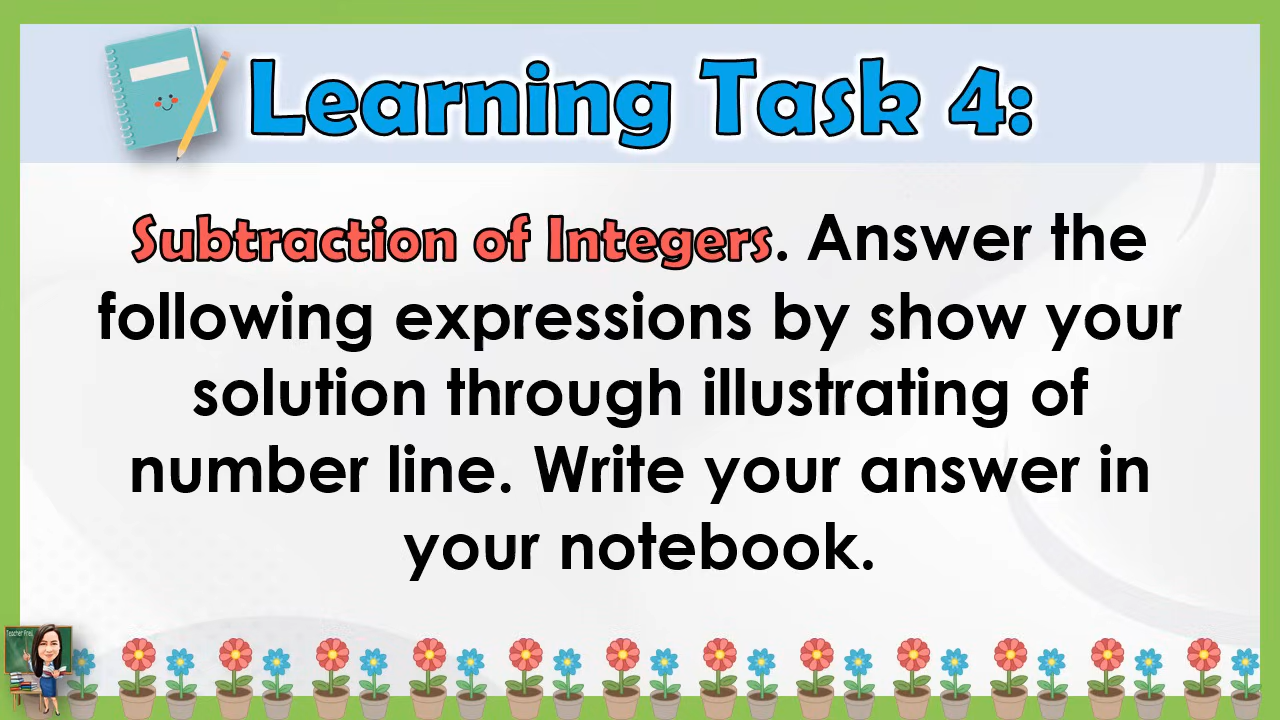 Learning Task 4:
Subtraction of Integers. Answer the
following expressions by show your
solution through illustrating of
number line. Write your answer in
your notebook.
Teacher